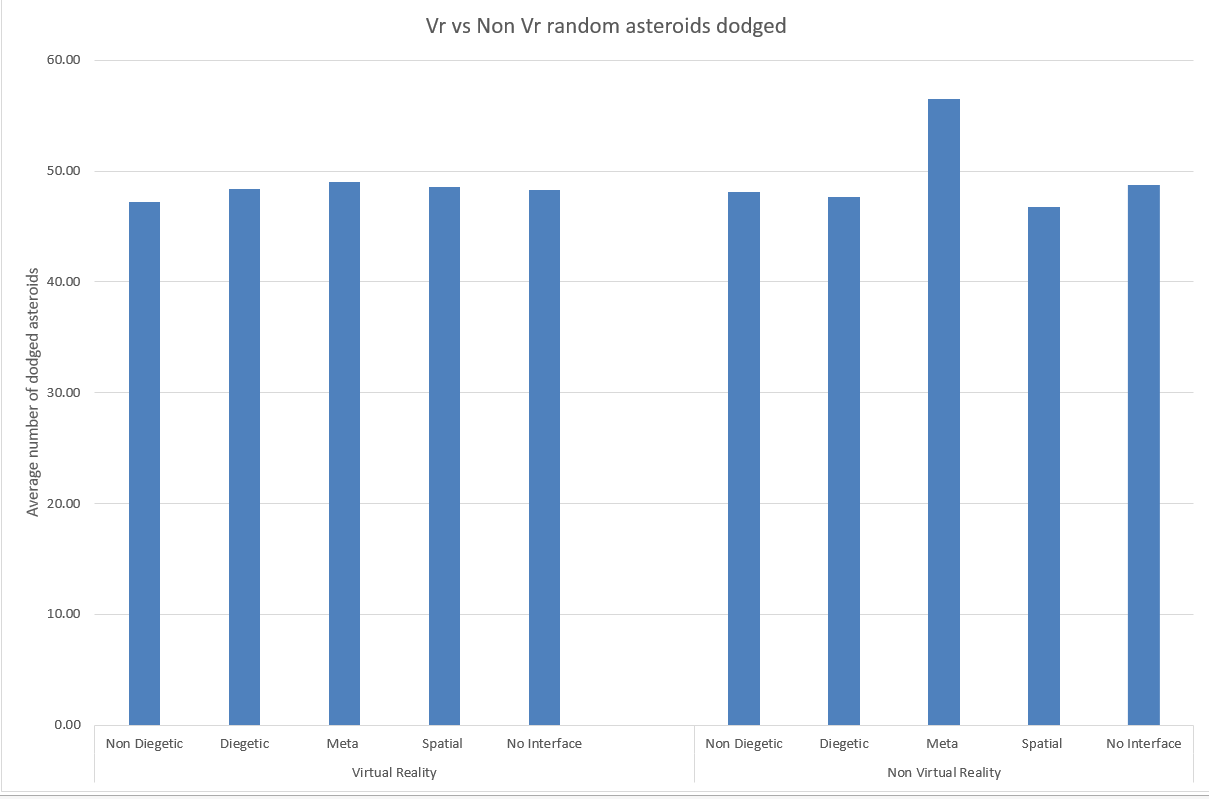 Vr vs Non Vr random asteroids dodged
Average number of dodged asteroids
60.00
50.00
40.00
30.00
20.00
10.00
0.00
Non Diegetic Diegetic Meta Spatial No Interface Non Diegetic Diegetic Meta Spatial No Interface
Virtual Reality Non Virtual Reality